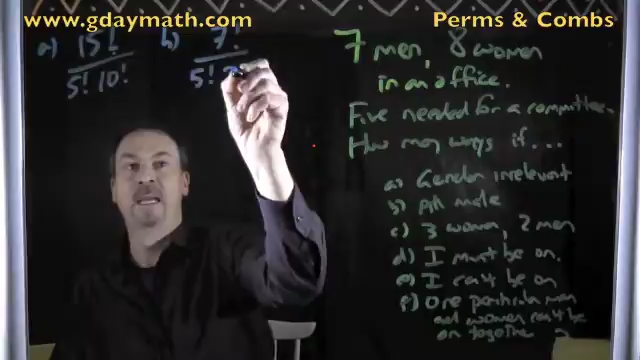 www.gdaymath.com
Perms & Combs
a) 15! / 5! 10!
b) 7! / 5!
7 men, 8 women
in an office.
Five needed for a committee.
How many ways if...
a) Gender irrelevant
b) All male
c) 3 women, 2 men
d) I must be on.
e) I can't be on
f) One particular man
and woman can't be
on together